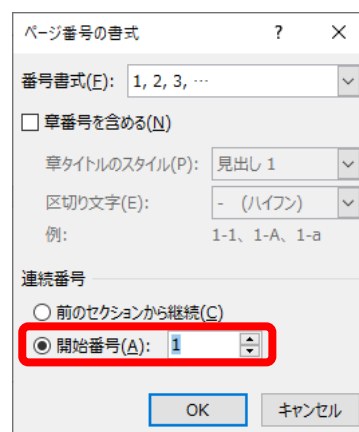 ページ番号の書式 ? ×
番号書式(F): 1, 2, 3, …
章番号を含める(N)
章タイトルのスタイル(P): 見出し 1
区切り文字(E): - (ハイフン)
例: 1-1、1-A、1-a
連続番号
前のセクションから継続(C)
開始番号(A): 1
OK キャンセル